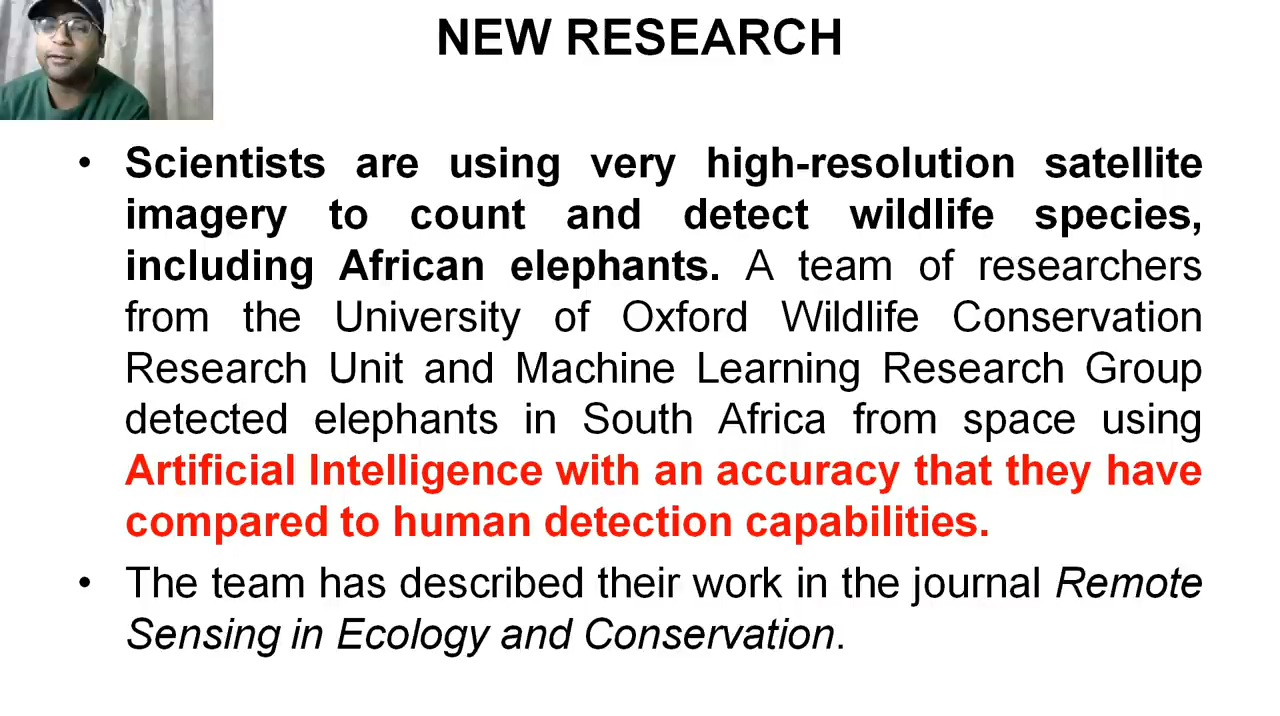 NEW RESEARCH
• Scientists are using very high-resolution satellite
imagery to count and detect wildlife species,
including African elephants. A team of researchers
from the University of Oxford Wildlife Conservation
Research Unit and Machine Learning Research Group
detected elephants in South Africa from space using
Artificial Intelligence with an accuracy that they have
compared to human detection capabilities.
• The team has described their work in the journal Remote
Sensing in Ecology and Conservation.